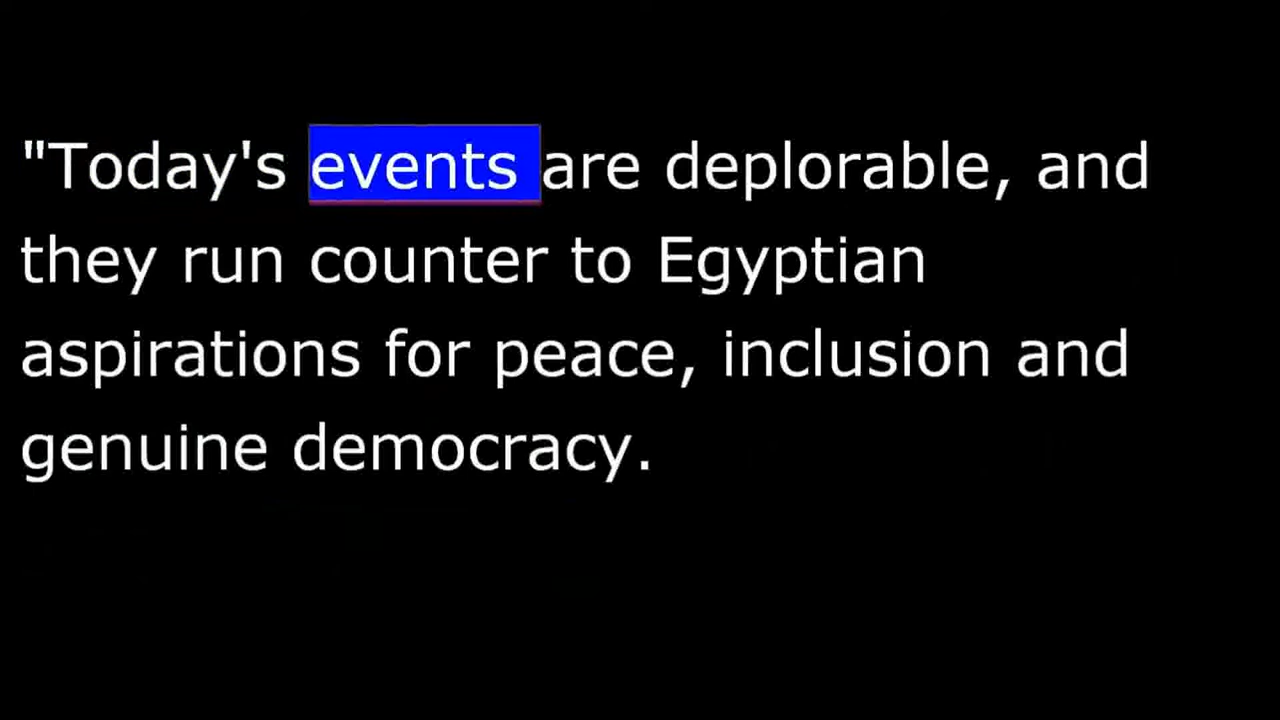 "Today's events are deplorable, and
they run counter to Egyptian
aspirations for peace, inclusion and
genuine democracy.